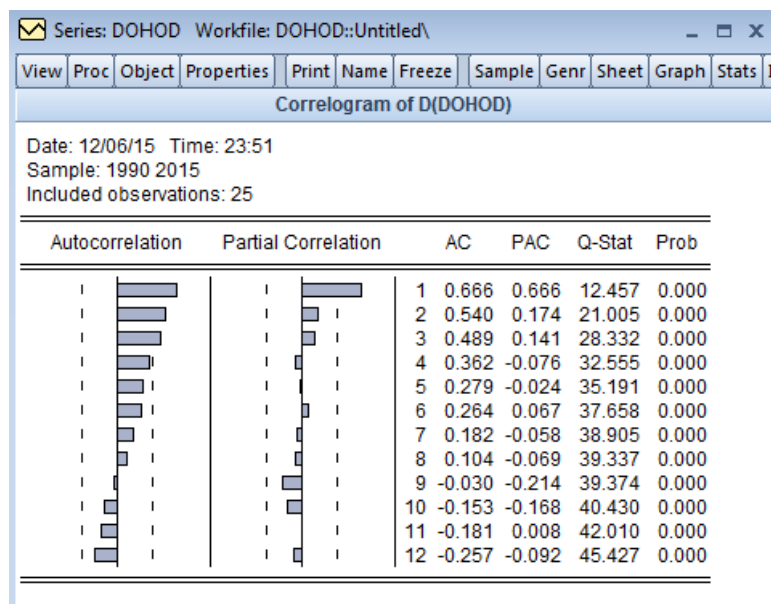 Series: DOHOD Workfile: DOHOD::Untitled\
View Proc Object Properties Print Name Freeze Sample Genr Sheet Graph Stats
Correlogram of D(DOHOD)
Date: 12/06/15 Time: 23:51
Sample: 1990 2015
Included observations: 25
Autocorrelation Partial Correlation AC PAC Q-Stat Prob
1 0.666 0.666 12.457 0.000
2 0.540 0.174 21.005 0.000
3 0.489 0.141 28.332 0.000
4 0.362 -0.076 32.555 0.000
5 0.279 -0.024 35.191 0.000
6 0.264 0.067 37.658 0.000
7 0.182 -0.058 38.905 0.000
8 0.104 -0.069 39.337 0.000
9 -0.030 -0.214 39.374 0.000
10 -0.153 -0.168 40.430 0.000
11 -0.181 0.008 42.010 0.000
12 -0.257 -0.092 45.427 0.000